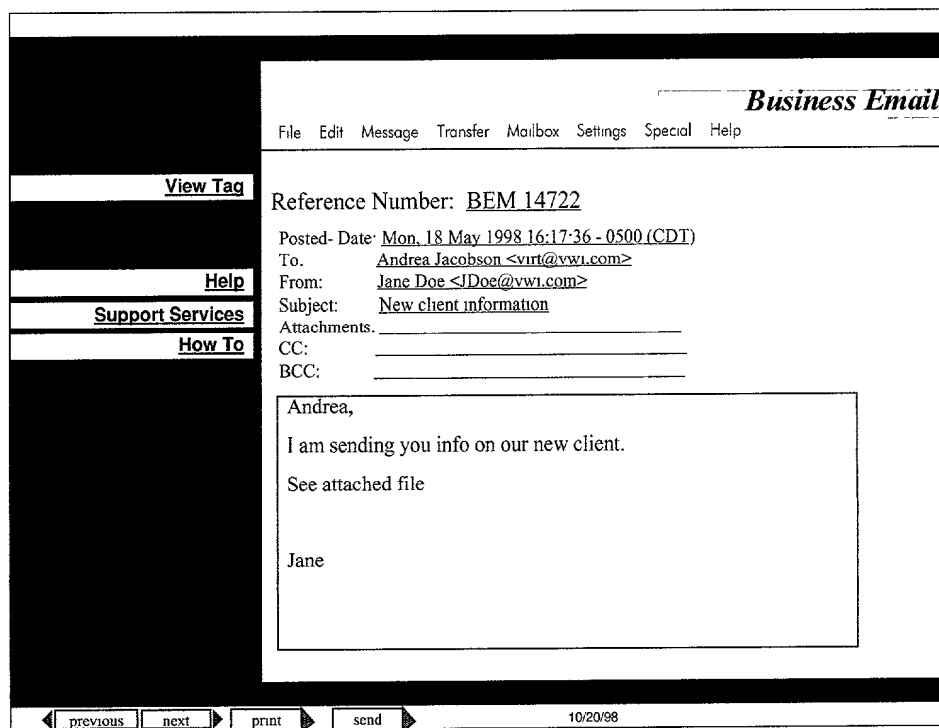 Business Email
File Edit Message Transfer Mailbox Settings Special Help
View Tag
Reference Number: BEM 14722
Posted- Date: Mon, 18 May 1998 16:17:36 - 0500 (CDT)
To. Andrea Jacobson <virt@vwi.com>
Help
From: Jane Doe <JDoe@vwi.com>
Support Services
Subject: New client information
Attachments.
How To
CC:
BCC:
Andrea,
I am sending you info on our new client.
See attached file
Jane
previous next print send 10/20/98